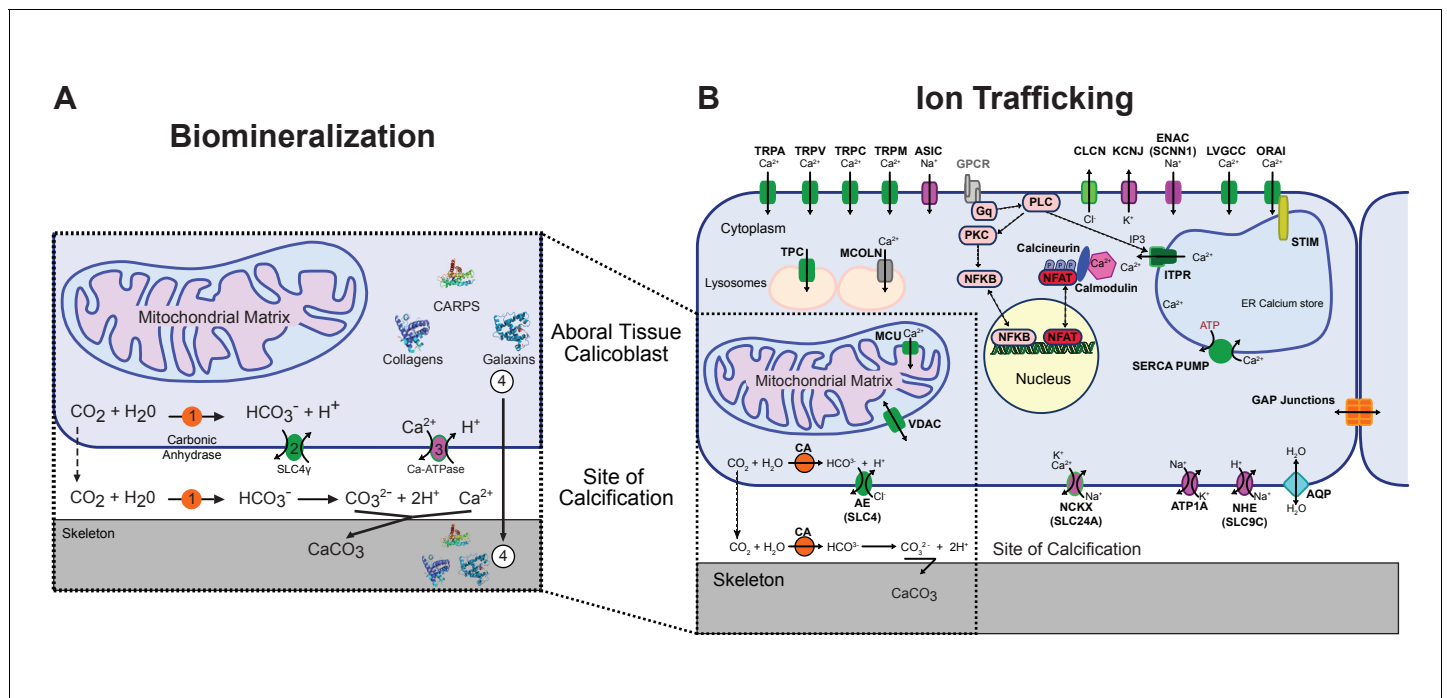 A
Biomineralization
Mitochondrial Matrix
CARPS
Collagens
Galaxins
4
CO2 + H20
1
HCO3− + H+
Carbonic
Anhydrase
2
SLC4γ
Ca2+
3
H+
Ca-ATPase
CO2 + H20
1
HCO3−
CO32− + 2H+
Ca2+
Skeleton
CaCO3
4
Aboral Tissue
Calicoblast
Site of
Calcification
B
Ion Trafficking
TRPA
Ca2+
TRPV
Ca2+
TRPC
Ca2+
TRPM
Ca2+
ASIC
Na+
GPCR
CLCN
Cl-
KCNJ
K+
ENAC
(SCNN1)
Na+
LVGCC
Ca2+
ORAI
Ca2+
Cytoplasm
Gq
PLC
PKC
NFKB
STIM
IP3
Ca2+
Ca2+
ITPR
Ca2+
ER Calcium store
ATP
Ca2+
SERCA PUMP
TPC
MCOLN
Ca2+
Lysosomes
Calcineurin
P P P
NFAT
Ca2+
Calmodulin
NFKB
NFAT
Nucleus
MCU
Ca2+
Mitochondrial Matrix
VDAC
GAP Junctions
CO2 + H2O
CA
HCO3- + H+
Cl-
AE
(SLC4)
K+
Ca2+
Na+
NCKX
(SLC24A)
Na+
K+
ATP1A
H+
Na+
NHE
(SLC9C)
H2O
AQP
H2O
CO2 + H2O
CA
HCO3-
CO32- + 2H+
Site of Calcification
Skeleton
CaCO3